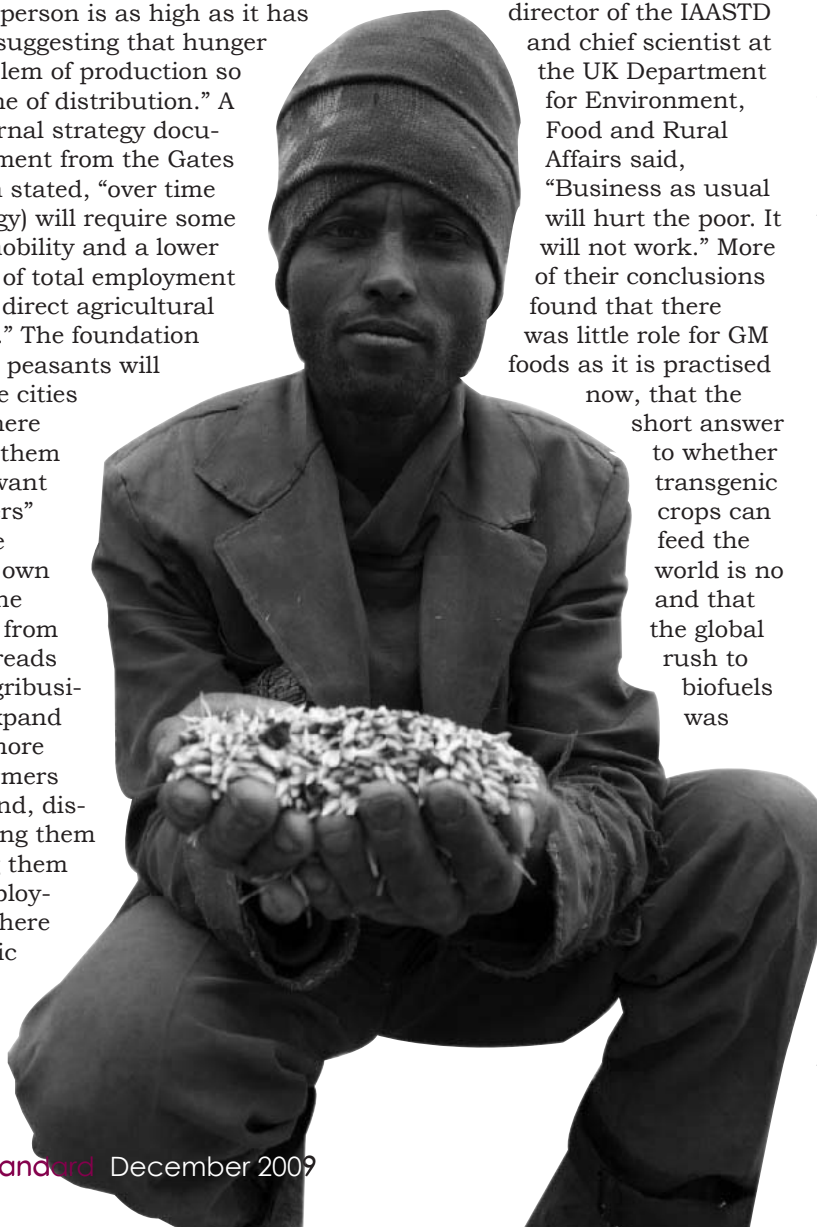 person is as high as it has
suggesting that hunger
lem of production so
ne of distribution.” A
rnal strategy docu-
ment from the Gates
n stated, “over time
gy) will require some
nobility and a lower
of total employment
direct agricultural
.” The foundation
peasants will
e cities
here
them
want
rs”
e
own
he
from
reads
gribusi-
xpand
nore
mers
nd, dis-
ng them
g them
ploy-
here
ic
director of the IAASTD
and chief scientist at
the UK Department
for Environment,
Food and Rural
Affairs said,
“Business as usual
will hurt the poor. It
will not work.” More
of their conclusions
found that there
was little role for GM
foods as it is practised
now, that the
short answer
to whether
transgenic
crops can
feed the
world is no
and that
the global
rush to
biofuels
was
andard December 2009